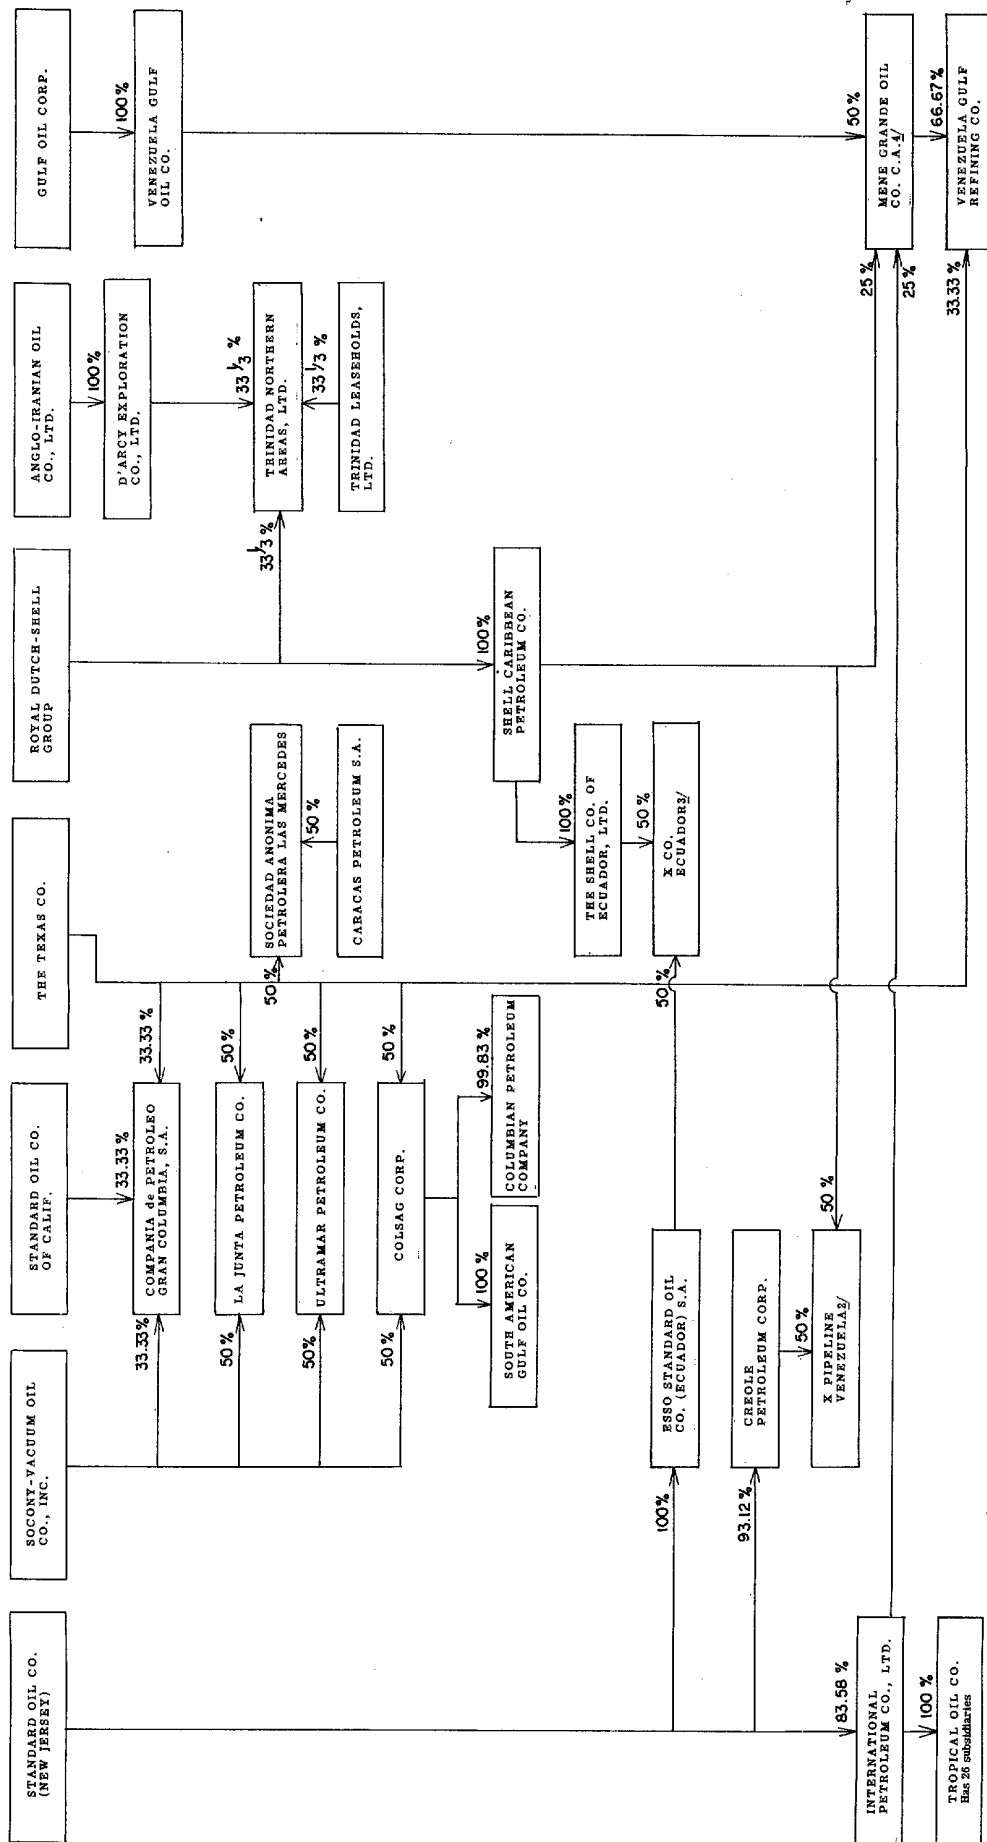 STANDARD OIL CO.
(NEW JERSEY)
SOCONY-VACUUM OIL
CO., INC.
STANDARD OIL CO.
OF CALIF.
THE TEXAS CO.
ROYAL DUTCH-SHELL
GROUP
ANGLO-IRANIAN OIL
CO., LTD.
GULF OIL CORP.
33.33%
33.33 %
33.33 %
COMPANIA de PETROLEO
GRAN COLUMBIA, S.A.
100%
D'ARCY EXPLORATION
CO., LTD.
100%
VENEZUELA GULF
OIL CO.
50%
LA JUNTA PETROLEUM CO.
50%
50%
SOCIEDAD ANONIMA
PETROLERA LAS MERCEDES
50 %
CARACAS PETROLEUM S.A.
33 1/3 %
33 1/3 %
TRINIDAD NORTHERN
AREAS, LTD.
33 1/3 %
TRINIDAD LEASEHOLDS,
LTD.
50%
ULTRAMAR PETROLEUM CO.
50%
50%
COLSAG CORP.
50%
100 %
SOUTH AMERICAN
GULF OIL CO.
99.83 %
COLUMBIAN PETROLEUM
COMPANY
100%
SHELL CARIBBEAN
PETROLEUM CO.
100%
THE SHELL CO. OF
ECUADOR, LTD.
100%
ESSO STANDARD OIL
CO. (ECUADOR) S.A.
50 %
50 %
X CO.
ECUADOR3/
93.12 %
CREOLE
PETROLEUM CORP.
50 %
X PIPELINE
VENEZUELA2/
50 %
83.58 %
INTERNATIONAL
PETROLEUM CO., LTD.
25 %
25 %
50 %
MENE GRANDE OIL
CO. C.A.4/
100 %
TROPICAL OIL CO.
Has 26 subsidiaries
33.33 %
66.67%
VENEZUELA GULF
REFINING CO.